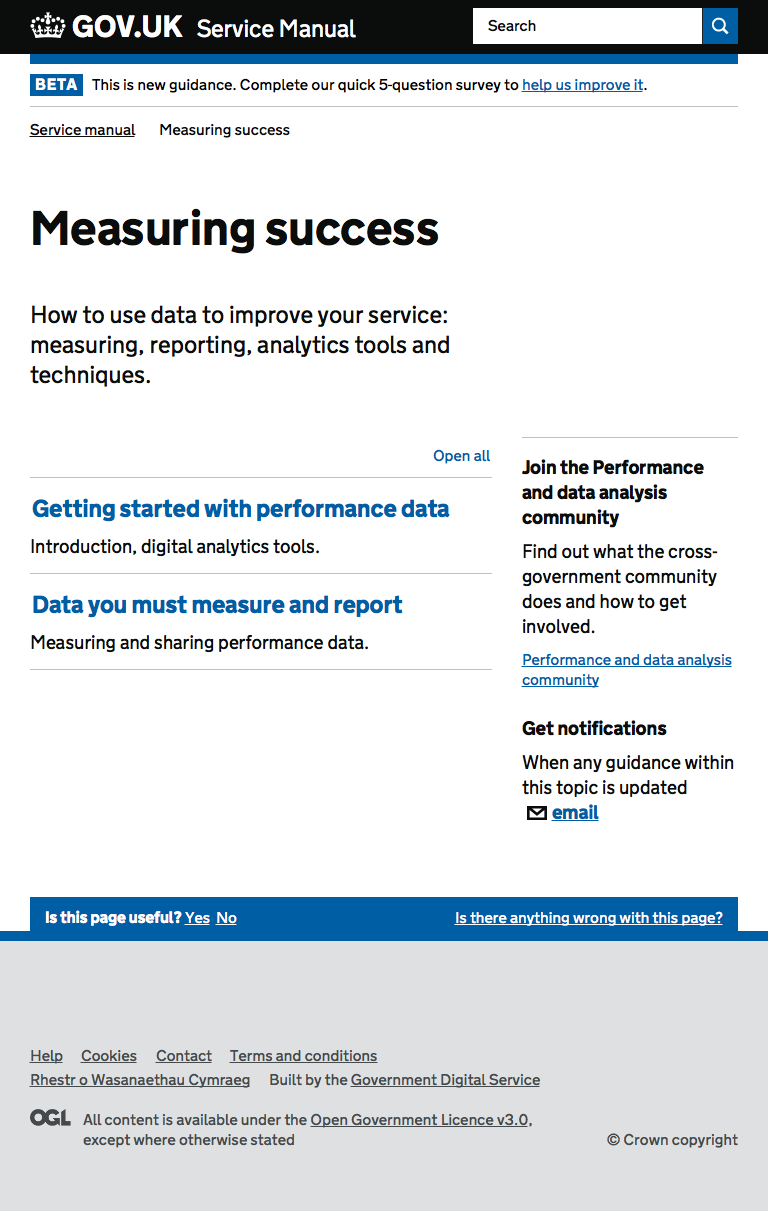 GOV.UK Service Manual
Search
BETA This is new guidance. Complete our quick 5-question survey to help us improve it.
Service manual Measuring success
Measuring success
How to use data to improve your service:
measuring, reporting, analytics tools and
techniques.
Open all
Getting started with performance data
Introduction, digital analytics tools.
Data you must measure and report
Measuring and sharing performance data.
Join the Performance
and data analysis
community
Find out what the cross-
government community
does and how to get
involved.
Performance and data analysis
community
Get notifications
When any guidance within
this topic is updated
email
Is this page useful? Yes No
Is there anything wrong with this page?
Help Cookies Contact Terms and conditions
Rhestr o Wasanaethau Cymraeg Built by the Government Digital Service
OGL All content is available under the Open Government Licence v3.0,
except where otherwise stated
© Crown copyright